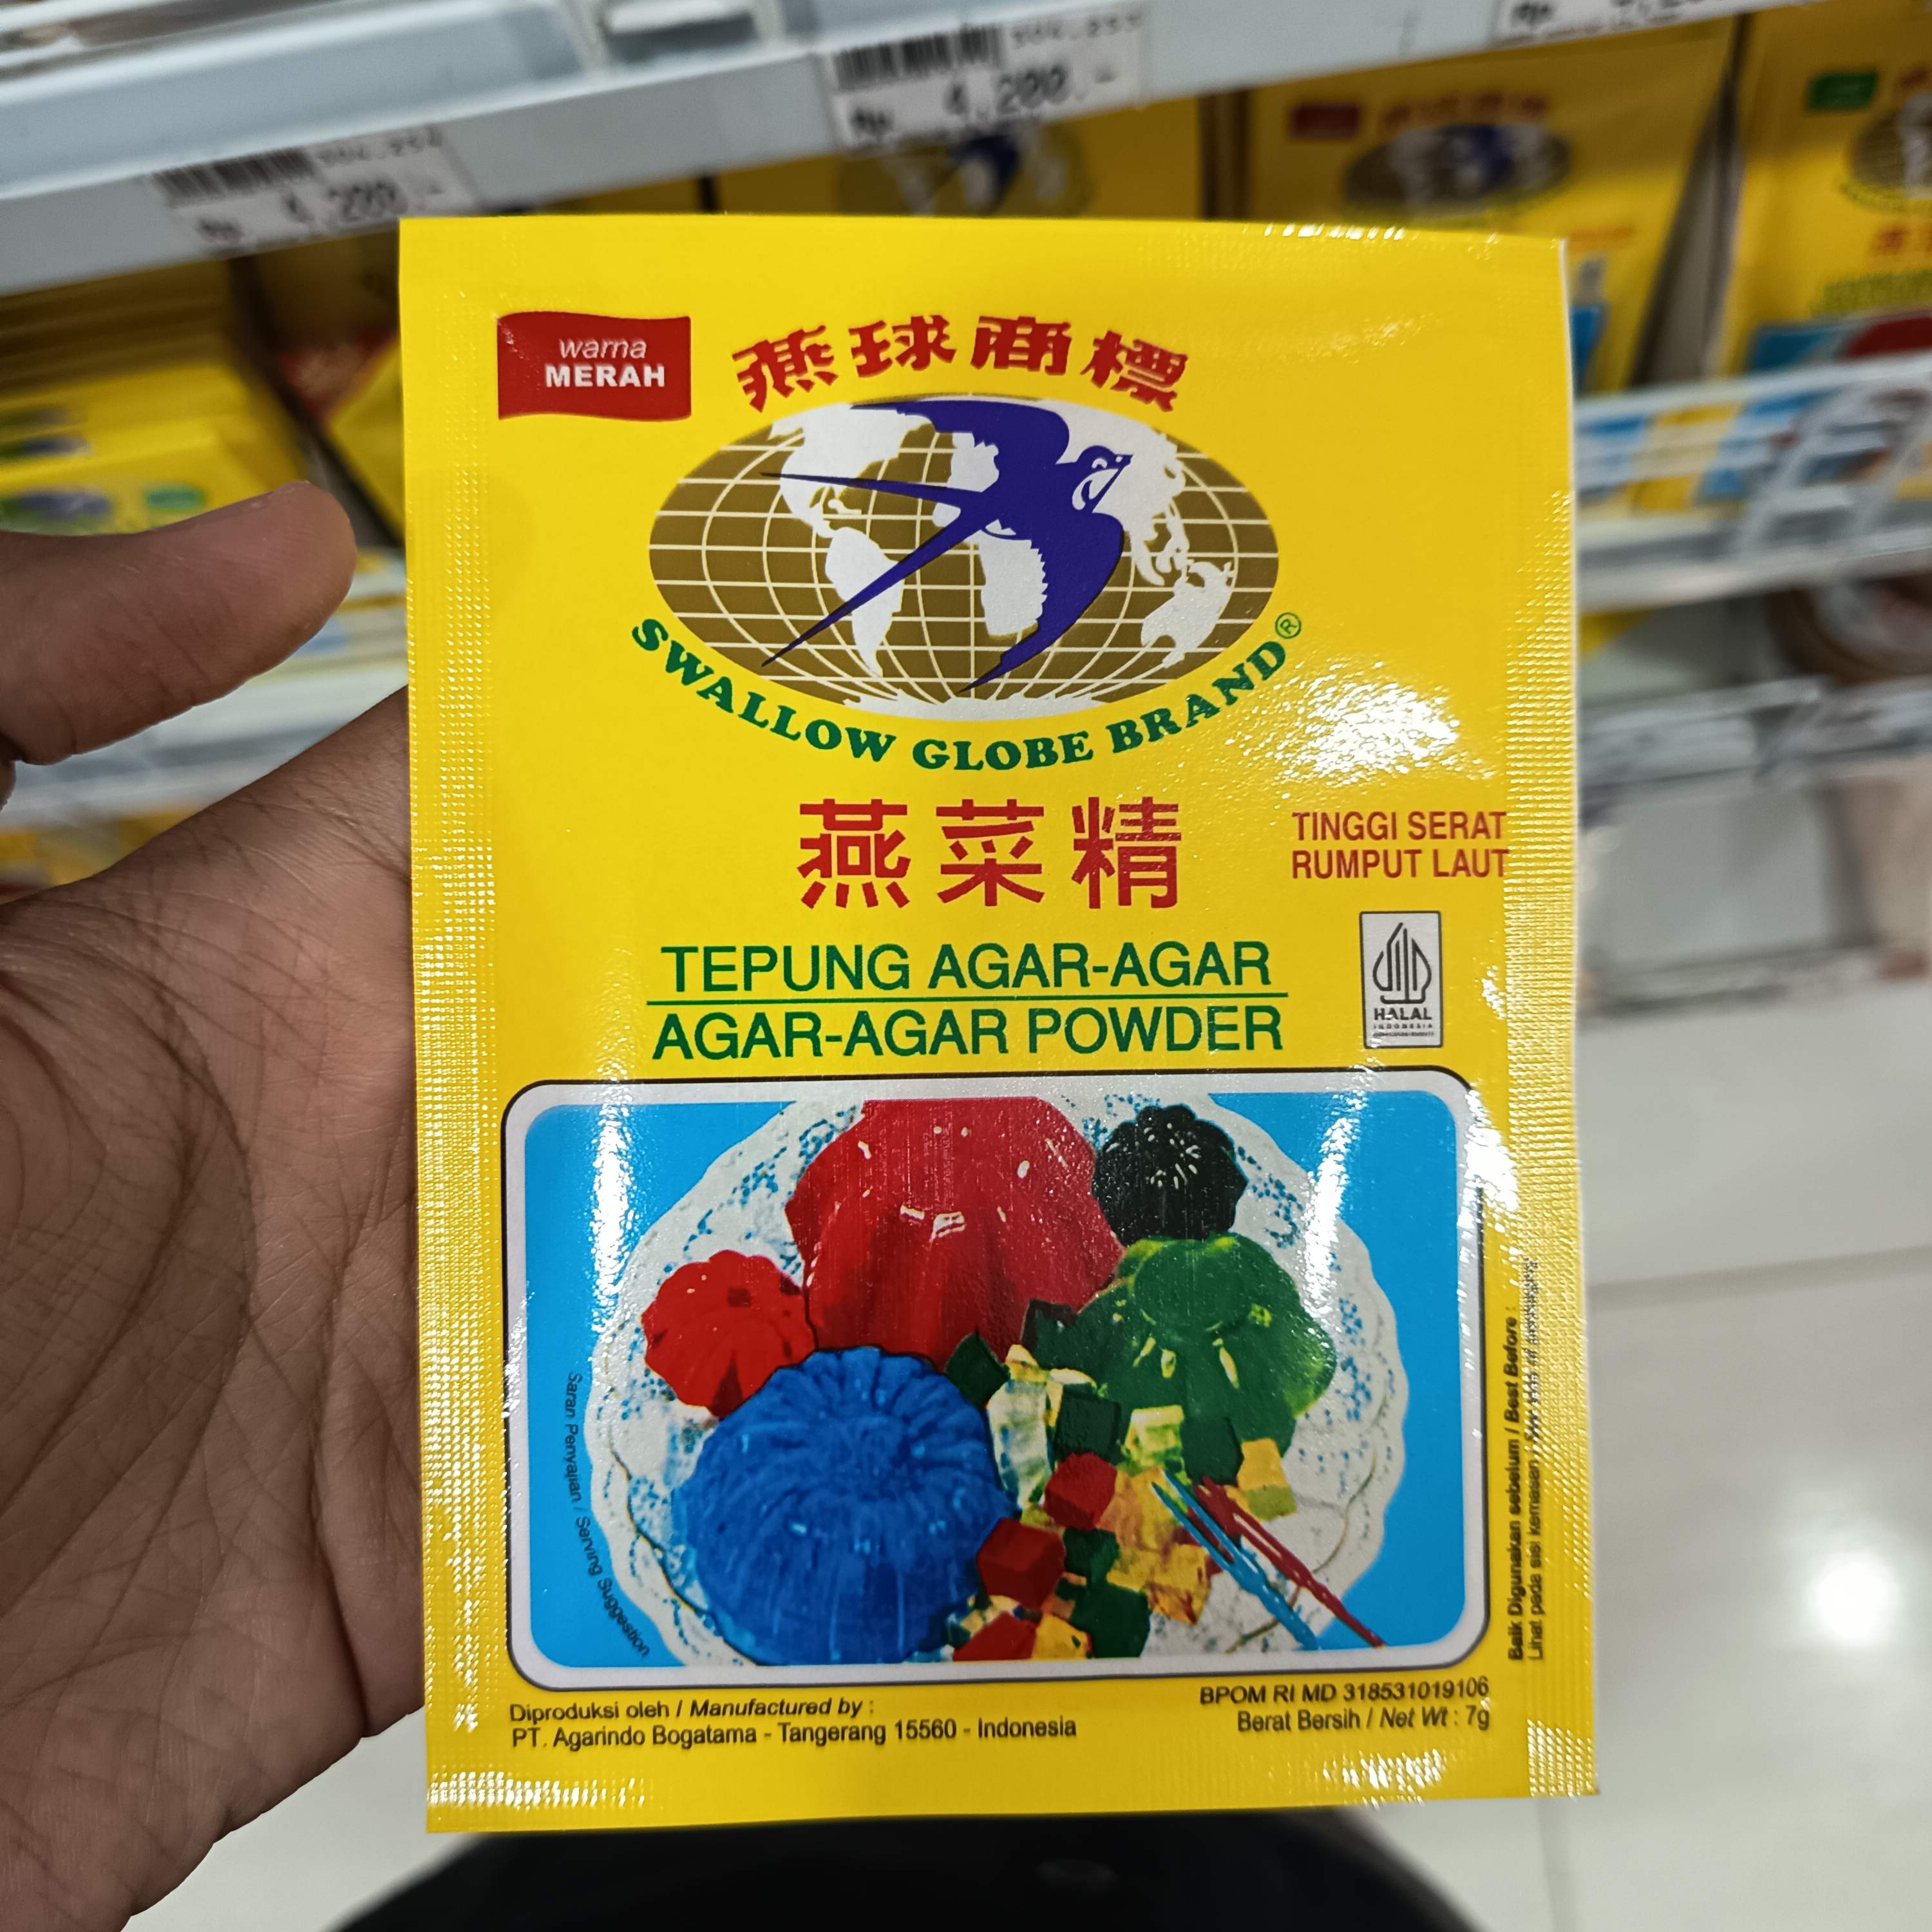 Rp 4,200.-
Rp 4,200.-
warna
MERAH
燕球商標
SWALLOW GLOBE BRAND®
燕菜精
TINGGI SERAT
RUMPUT LAUT
TEPUNG AGAR-AGAR
AGAR-AGAR POWDER
HALAL
INDONESIA
Saran Penyajian / Serving Suggestion
Baik Digunakan sebelum / Best Before :
Lihat pada sisi kemasan /
Diproduksi oleh / Manufactured by :
PT. Agarindo Bogatama - Tangerang 15560 - Indonesia
BPOM RI MD 318531019106
Berat Bersih / Net Wt : 7g